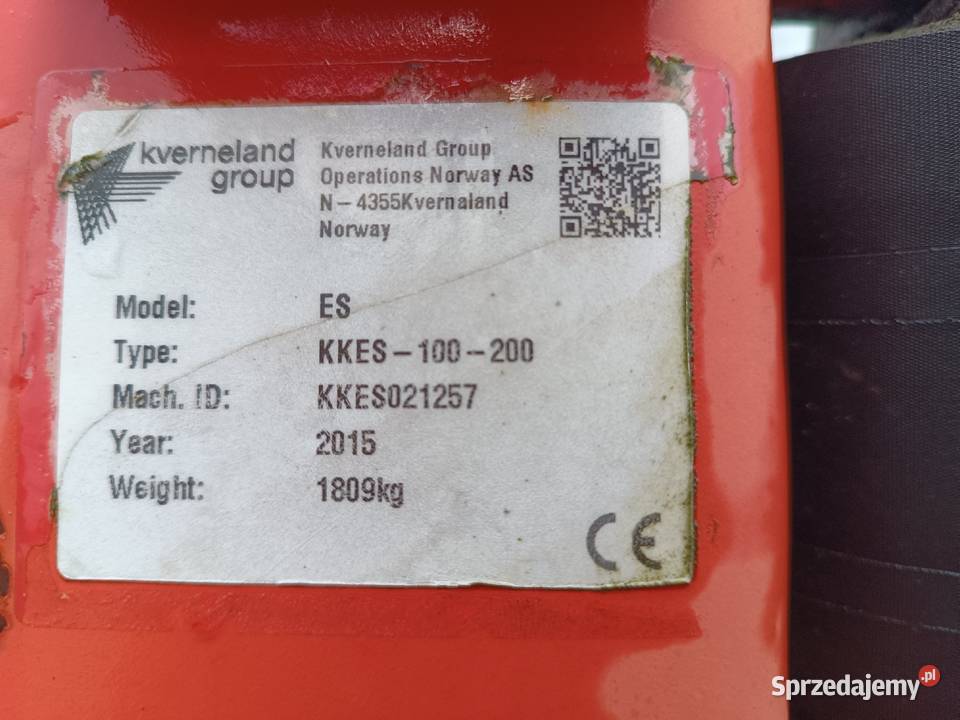 kverneland
group
Kverneland Group
Operations Norway AS
N-4355Kvernaland
Norway
Model: ES
Type: KKES-100-200
Mach. ID: KKES021257
Year: 2015
Weight: 1809kg
CE
Sprzedajemy.pl